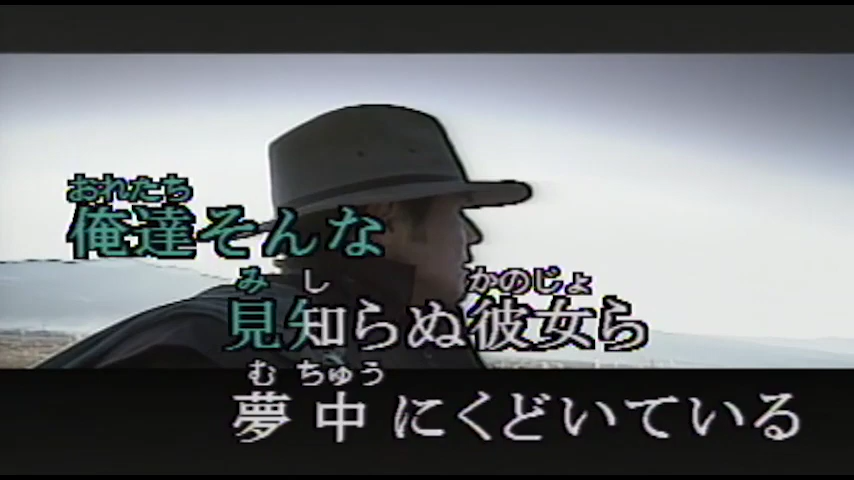 おれたち
俺達そんな
み し かのじょ
見知らぬ彼女ら
む ちゅう
夢中にくどいている